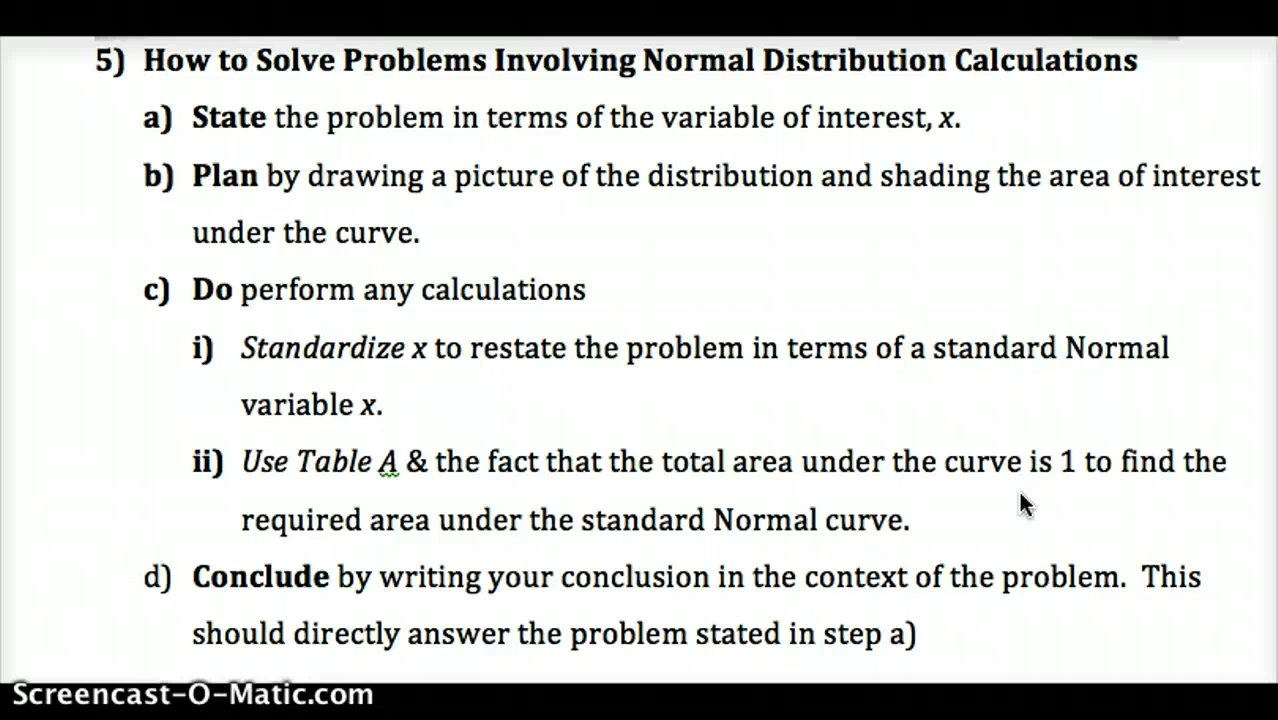 5) How to Solve Problems Involving Normal Distribution Calculations
a) State the problem in terms of the variable of interest, x.
b) Plan by drawing a picture of the distribution and shading the area of interest
under the curve.
c) Do perform any calculations
i) Standardize x to restate the problem in terms of a standard Normal
variable x.
ii) Use Table A & the fact that the total area under the curve is 1 to find the
required area under the standard Normal curve.
d) Conclude by writing your conclusion in the context of the problem. This
should directly answer the problem stated in step a)
Screencast-O-Matic.com